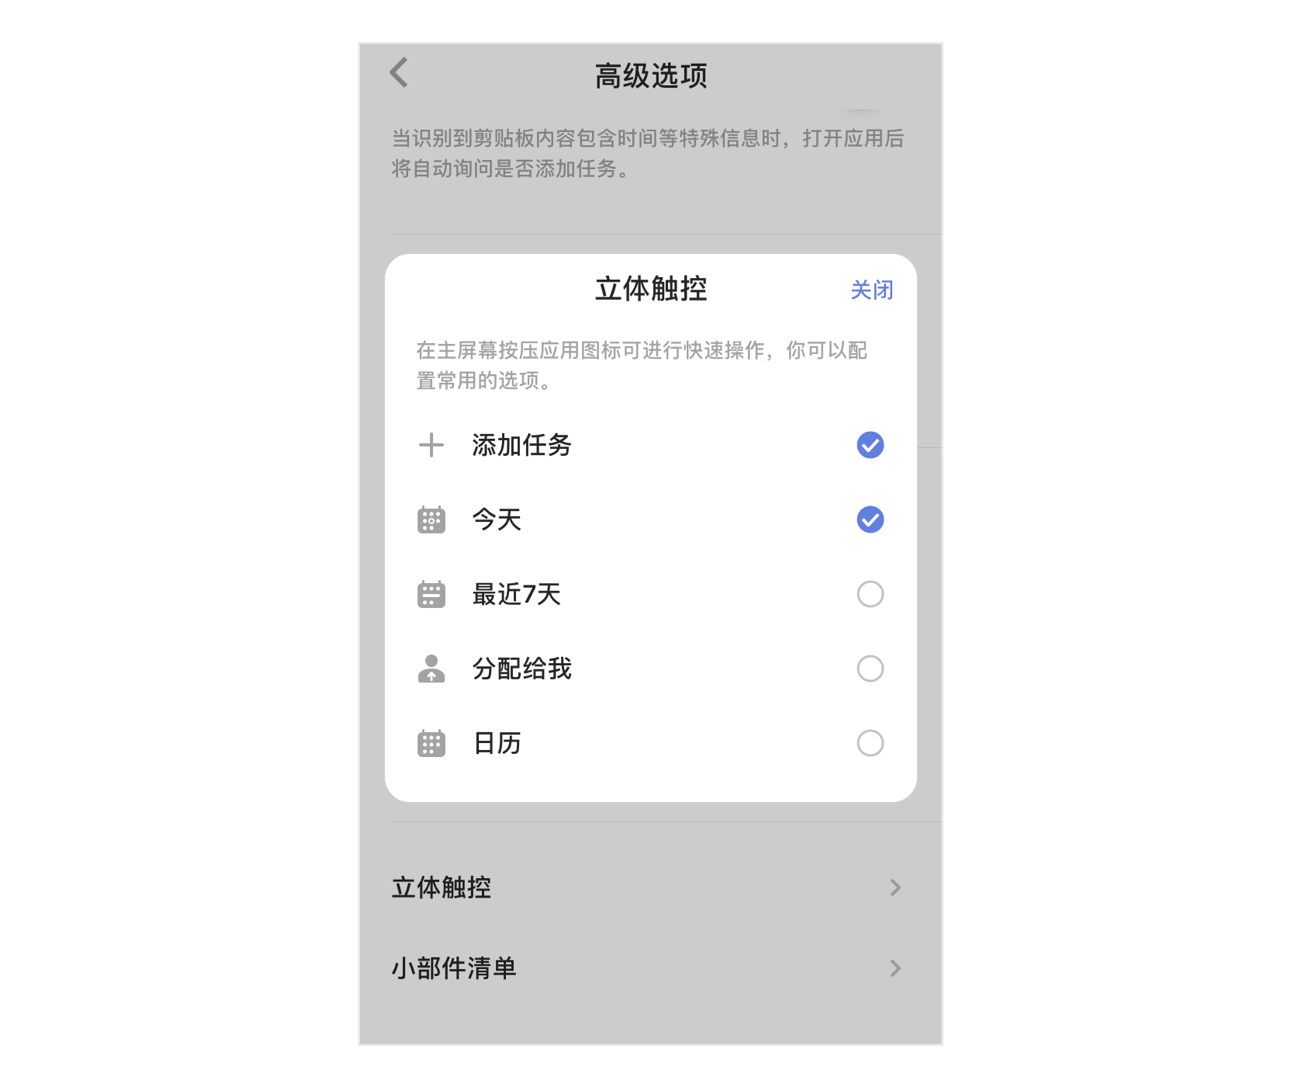 高级选项
当识别到剪贴板内容包含时间等特殊信息时，打开应用后
将自动询问是否添加任务。
立体触控
关闭
在主屏幕按压应用图标可进行快速操作，你可以配
置常用的选项。
添加任务
今天
最近7天
分配给我
日历
立体触控
小部件清单